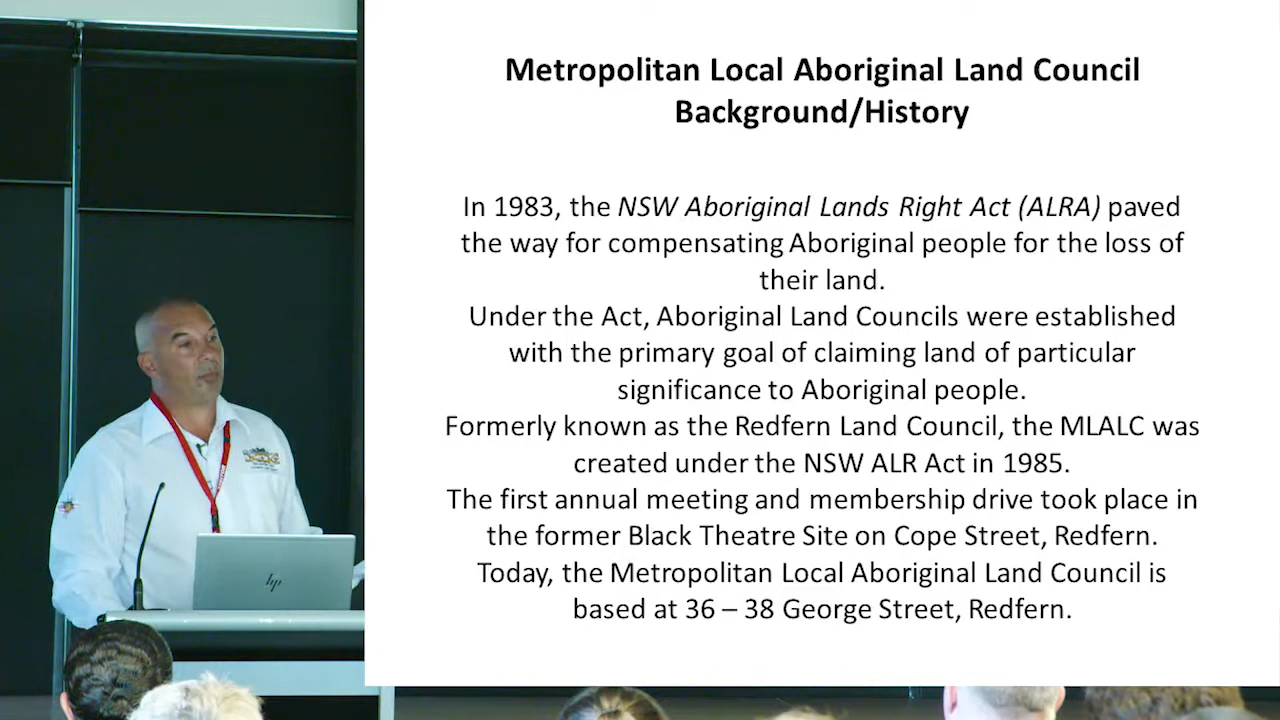 Metropolitan Local Aboriginal Land Council
Background/History
In 1983, the NSW Aboriginal Lands Right Act (ALRA) paved
the way for compensating Aboriginal people for the loss of
their land.
Under the Act, Aboriginal Land Councils were established
with the primary goal of claiming land of particular
significance to Aboriginal people.
Formerly known as the Redfern Land Council, the MLALC was
created under the NSW ALR Act in 1985.
The first annual meeting and membership drive took place in
the former Black Theatre Site on Cope Street, Redfern.
Today, the Metropolitan Local Aboriginal Land Council is
based at 36 – 38 George Street, Redfern.
hp